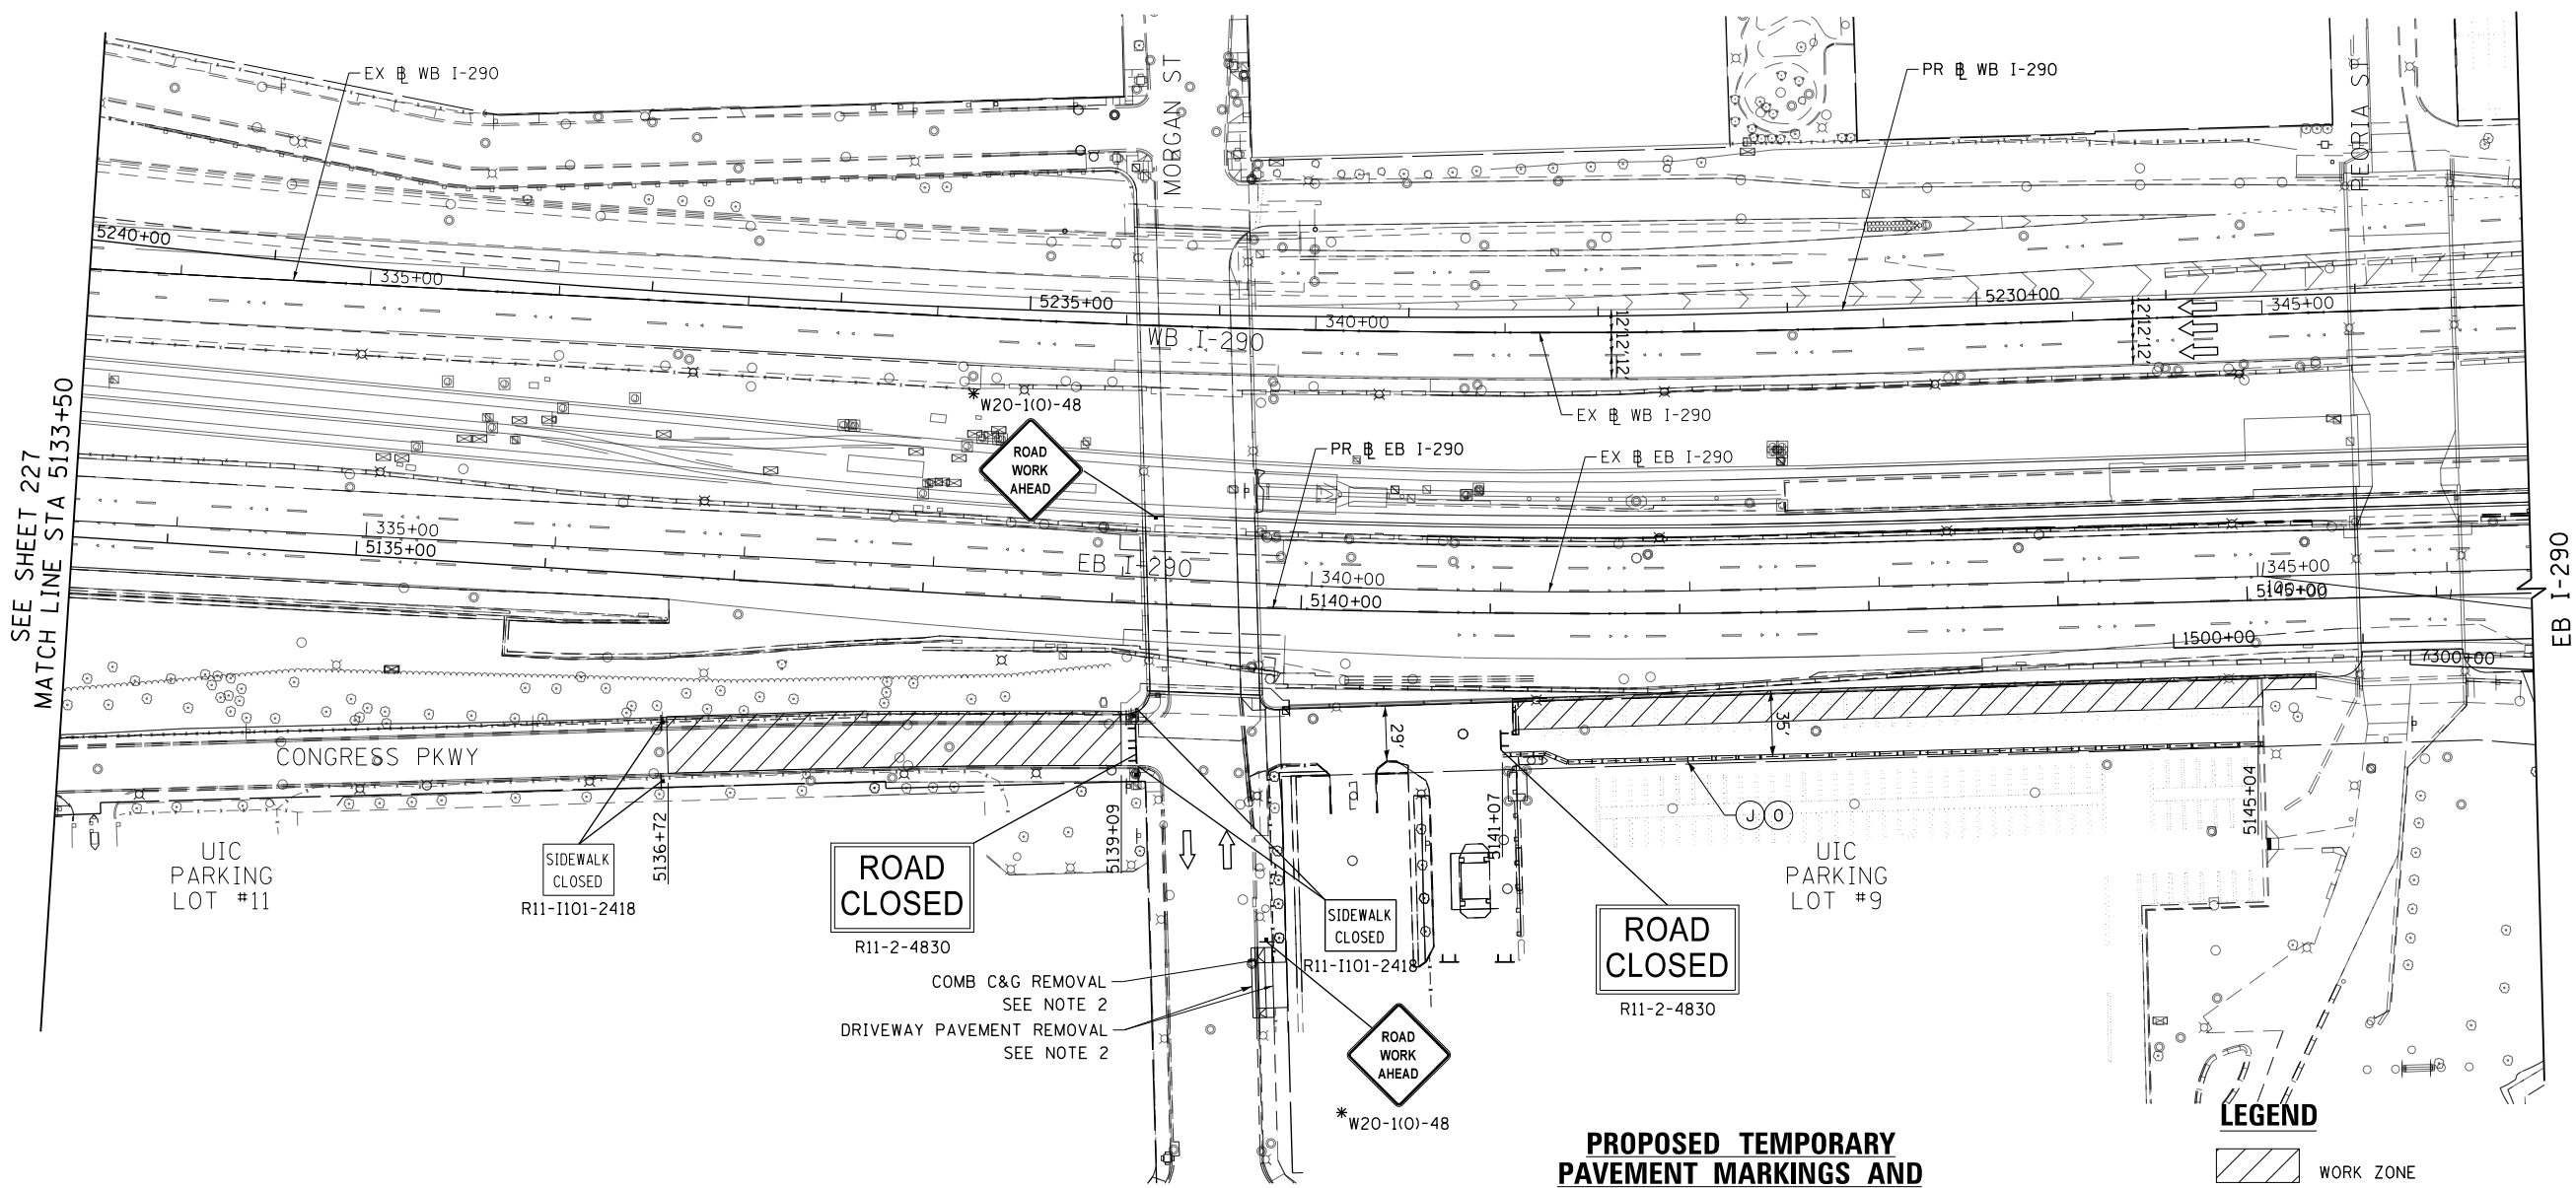 EX ⅊ WB I-290
MORGAN ST
PR ⅊ WB I-290
PEORIA ST
5240+00
335+00
5235+00
5230+00
345+00
340+00
WB I-290
12'
12'
12'
12'
12'
12'
SEE SHEET 227
MATCH LINE STA 5133+50
*W20-1(O)-48
ROAD
WORK
AHEAD
EX ⅊ WB I-290
PR ⅊ EB I-290
EX ⅊ EB I-290
335+00
5135+00
EB I-290
340+00
5140+00
345+00
5145+00
1500+00
7300+00
EB I-290
CONGRESS PKWY
29'
35'
J
O
UIC
PARKING
LOT #11
SIDEWALK
CLOSED
R11-I101-2418
5136+72
ROAD
CLOSED
R11-2-4830
5139+09
5141+07
5145+04
SIDEWALK
CLOSED
R11-I101-2418
UIC
PARKING
LOT #9
ROAD
CLOSED
R11-2-4830
COMB C&G REMOVAL
SEE NOTE 2
DRIVEWAY PAVEMENT REMOVAL
SEE NOTE 2
ROAD
WORK
AHEAD
*W20-1(O)-48
PROPOSED TEMPORARY
PAVEMENT MARKINGS AND
LEGEND
WORK ZONE